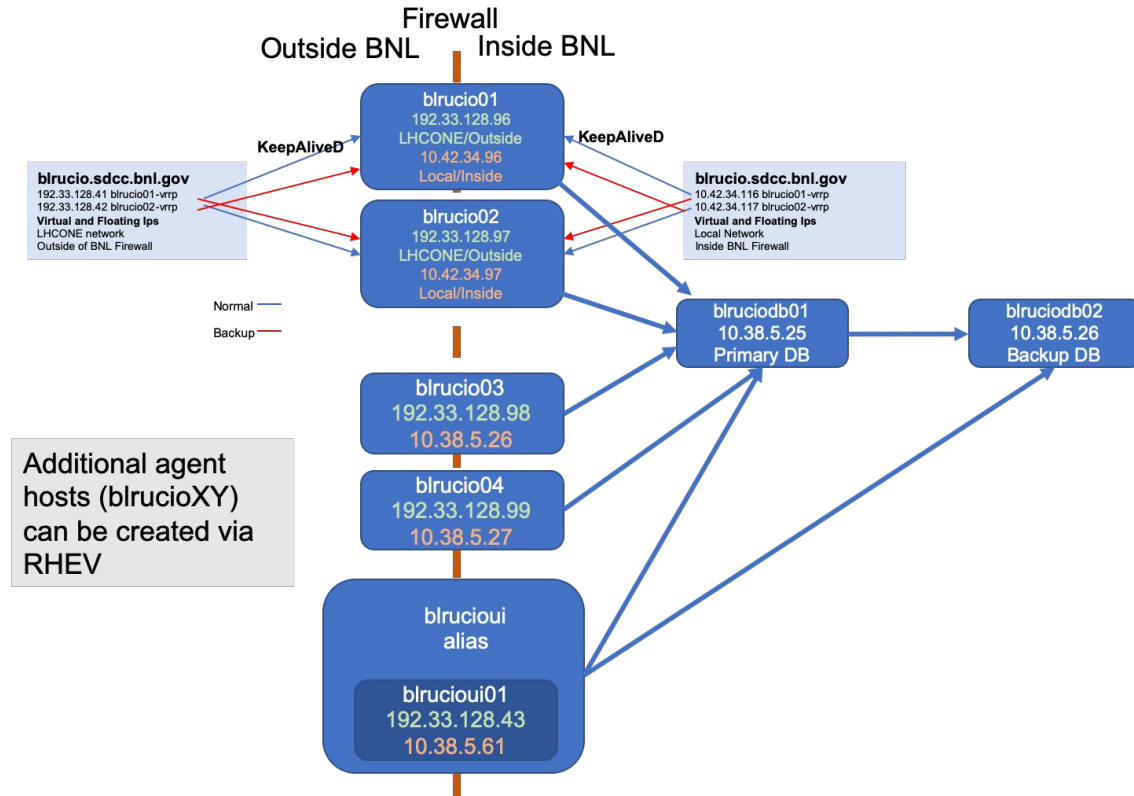 Firewall
Outside BNL
Inside BNL
blrucio01
192.33.128.96
LHCONE/Outside
10.42.34.96
Local/Inside
KeepAliveD
KeepAliveD
blrucio.sdcc.bnl.gov
192.33.128.41 blrucio01-vrrp
192.33.128.42 blrucio02-vrrp
Virtual and Floating Ips
LHCONE network
Outside of BNL Firewall
blrucio.sdcc.bnl.gov
10.42.34.116 blrucio01-vrrp
10.42.34.117 blrucio02-vrrp
Virtual and Floating Ips
Local Network
Inside BNL Firewall
blrucio02
192.33.128.97
LHCONE/Outside
10.42.34.97
Local/Inside
Normal
Backup
blruciodb01
10.38.5.25
Primary DB
blruciodb02
10.38.5.26
Backup DB
blrucio03
192.33.128.98
10.38.5.26
Additional agent
hosts (blrucioXY)
can be created via
RHEV
blrucio04
192.33.128.99
10.38.5.27
blrucioui
alias
blrucioui01
192.33.128.43
10.38.5.61